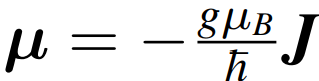 μ = − gμ_B/ħ J